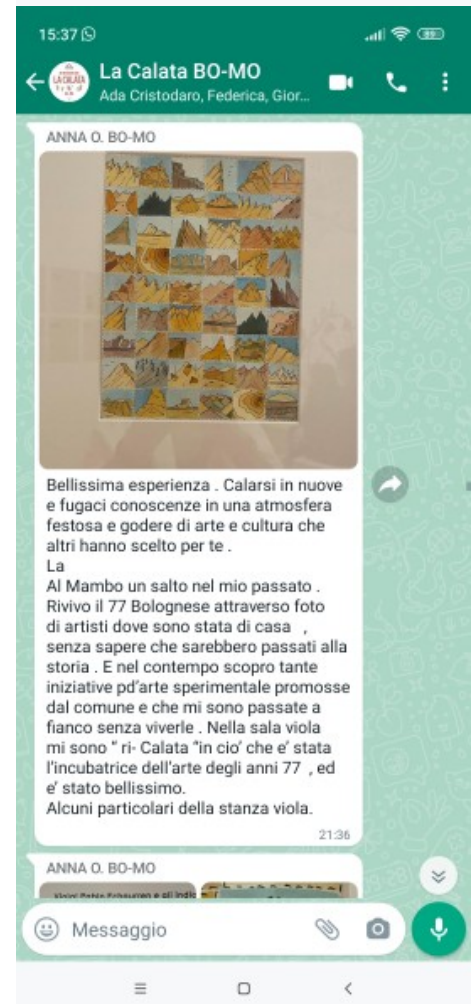 15:37
La Calata BO-MO
Ada Cristodaro, Federica, Gior...
ANNA O. BO-MO
Bellissima esperienza . Calarsi in nuove
e fugaci conoscenze in una atmosfera
festosa e godere di arte e cultura che
altri hanno scelto per te .
La
Al Mambo un salto nel mio passato .
Rivivo il 77 Bolognese attraverso foto
di artisti dove sono stata di casa ,
senza sapere che sarebbero passati alla
storia . E nel contempo scopro tante
iniziative pd'arte sperimentale promosse
dal comune e che mi sono passate a
fianco senza viverle . Nella sala viola
mi sono " ri- Calata "in cio' che e' stata
l'incubatrice dell'arte degli anni 77 , ed
e' stato bellissimo.
Alcuni particolari della stanza viola.
21:36
ANNA O. BO-MO
Messaggio